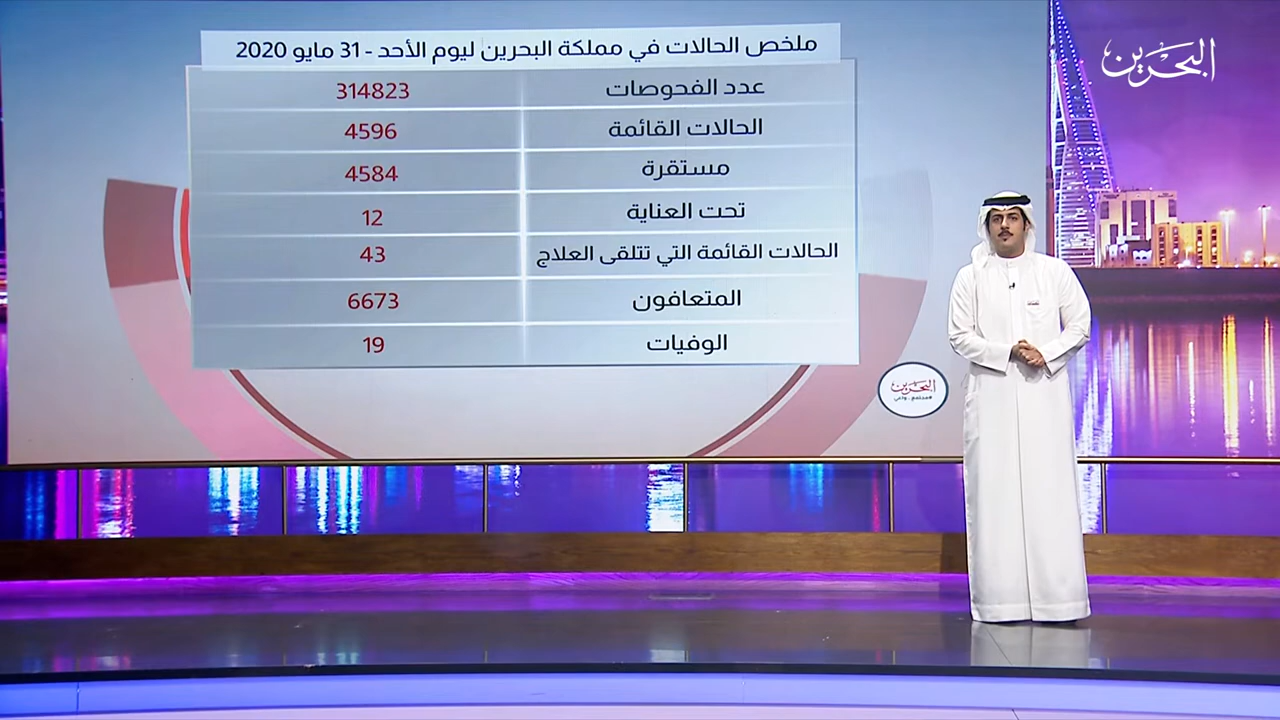 ملخص الحالات في مملكة البحرين ليوم الأحد - 31 مايو 2020
عدد الفحوصات 314823
الحالات القائمة 4596
مستقرة 4584
تحت العناية 12
الحالات القائمة التي تتلقى العلاج 43
المتعافون 6673
الوفيات 19
البحرين
البحرين
#مجتمع_واعي